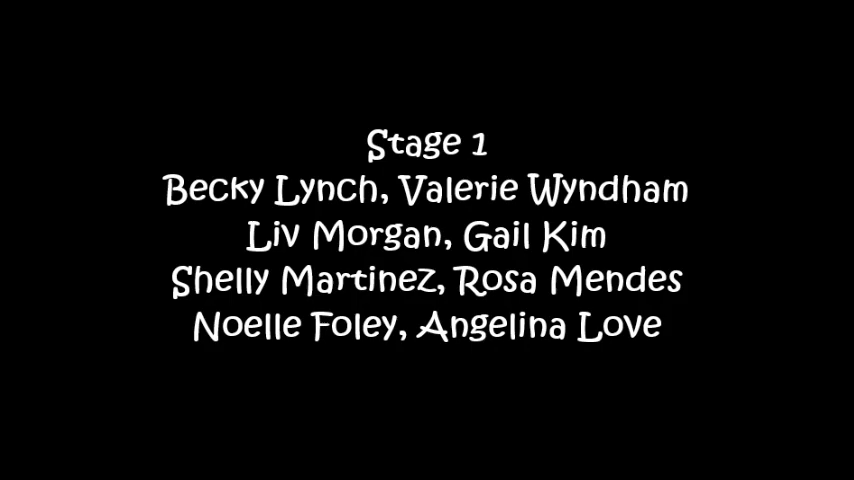 Stage 1
Becky Lynch, Valerie Wyndham
Liv Morgan, Gail Kim
Shelly Martinez, Rosa Mendes
Noelle Foley, Angelina Love